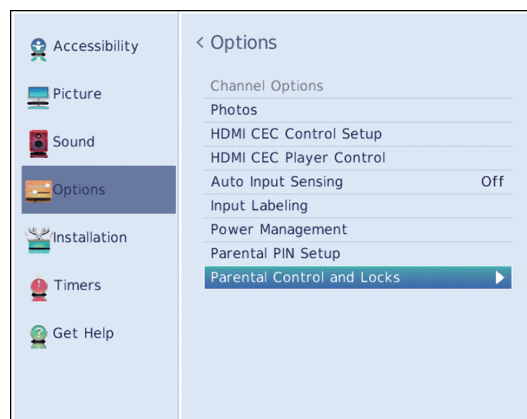 Accessibility
Picture
Sound
Options
Installation
Timers
Get Help
< Options
Channel Options
Photos
HDMI CEC Control Setup
HDMI CEC Player Control
Auto Input Sensing Off
Input Labeling
Power Management
Parental PIN Setup
Parental Control and Locks